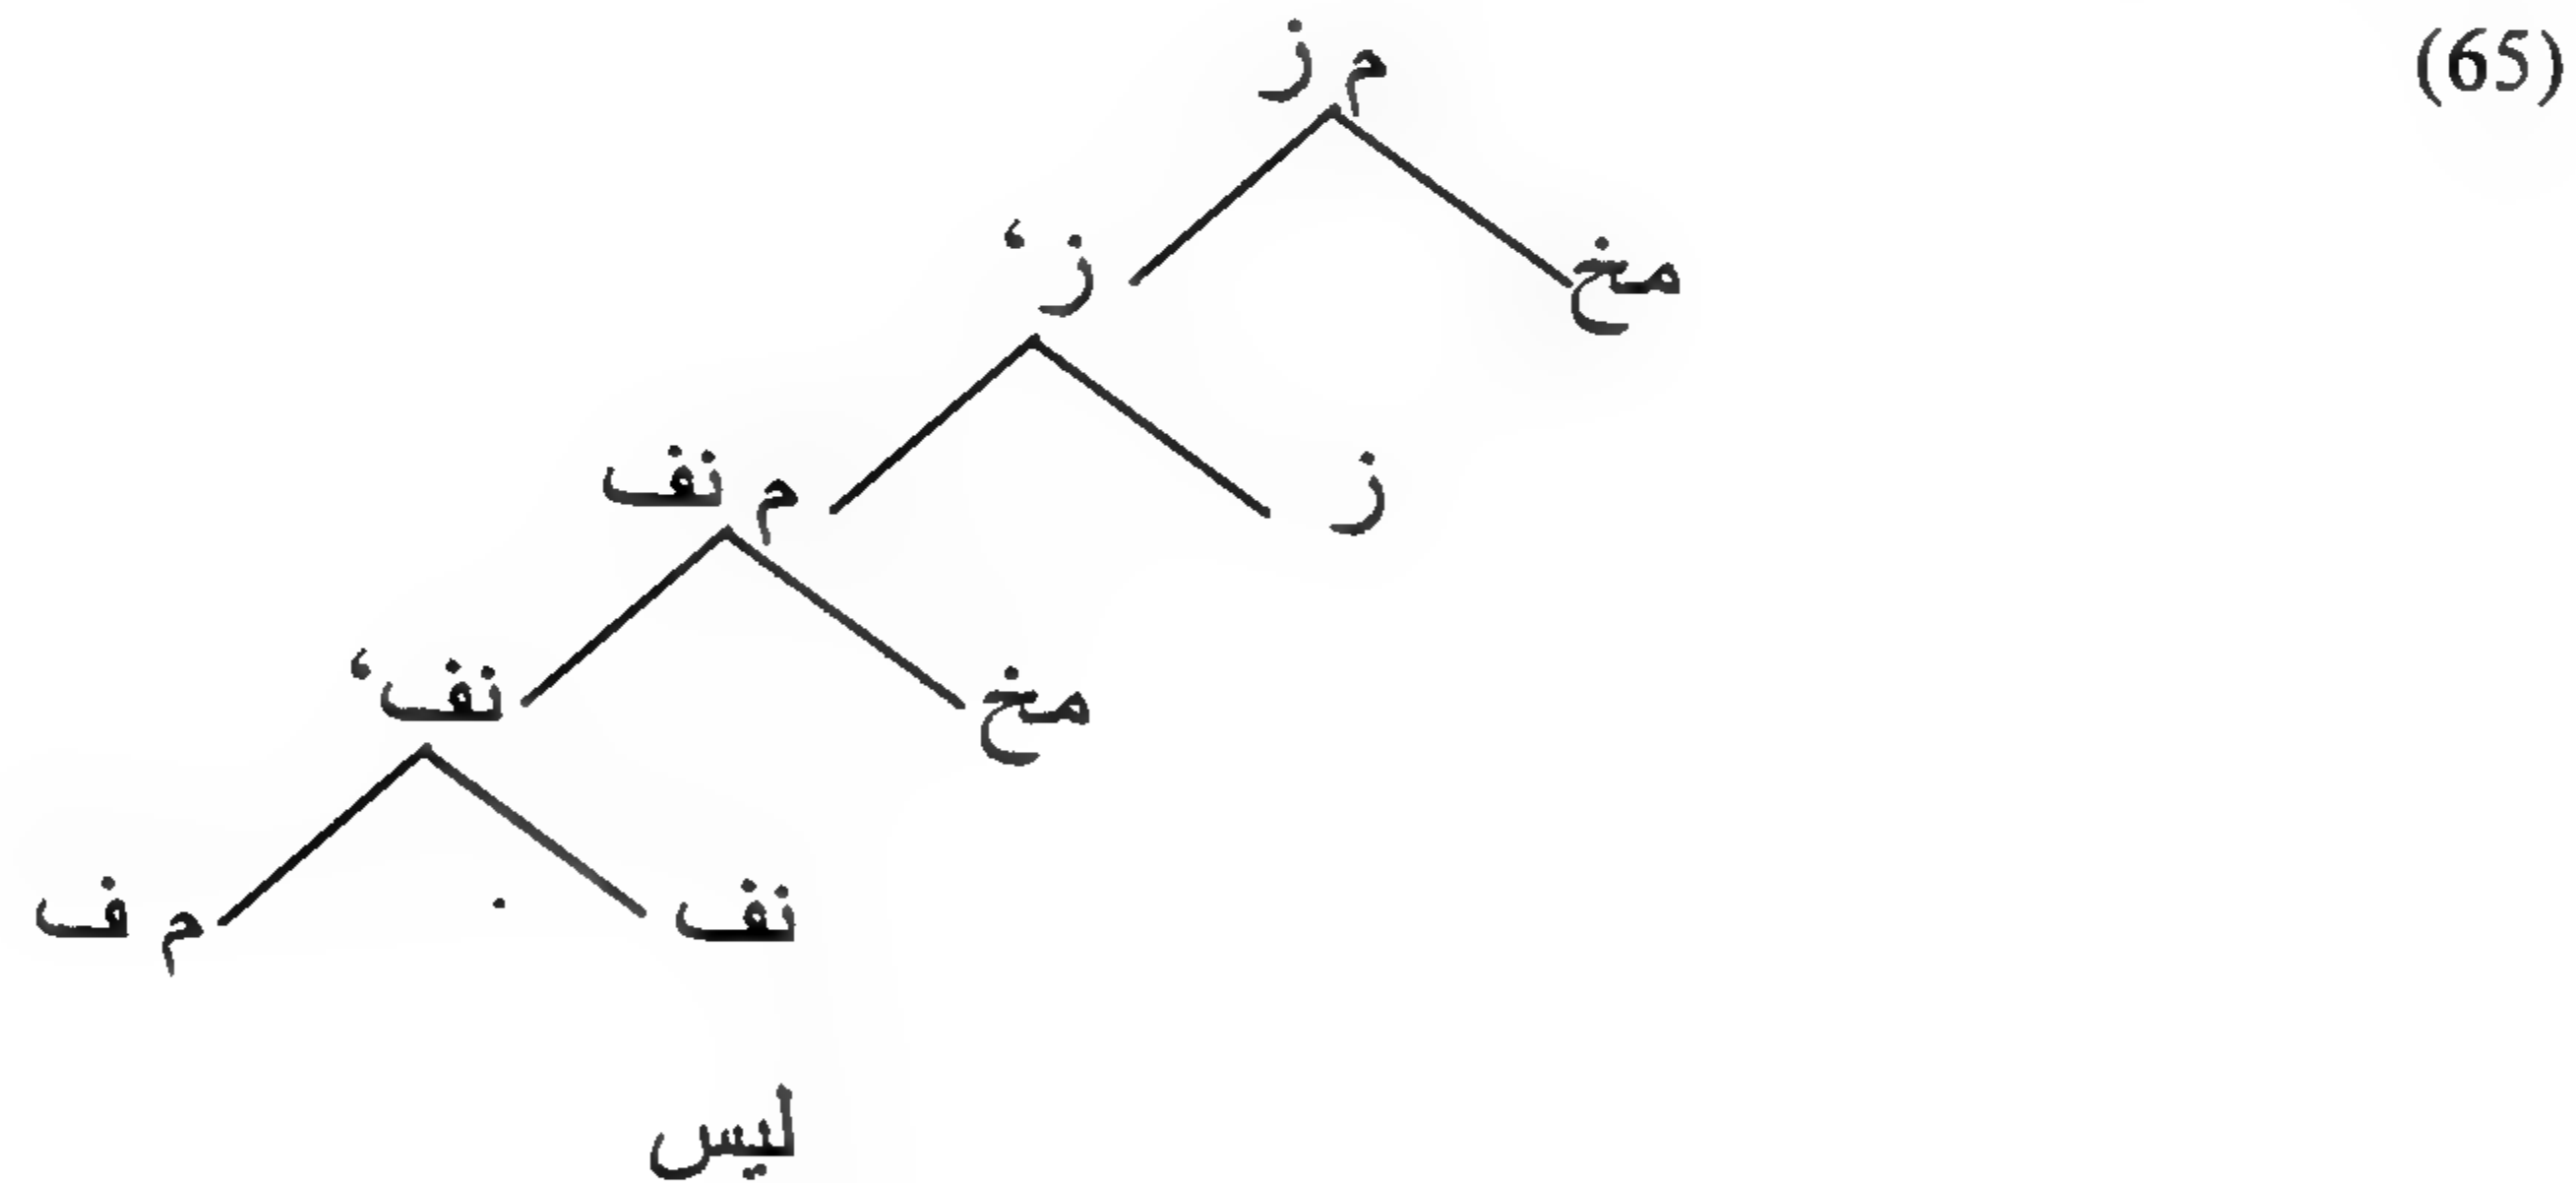 (65) م ز
مخ ز،
ز م نف
مخ نف،
نف م ف
ليس